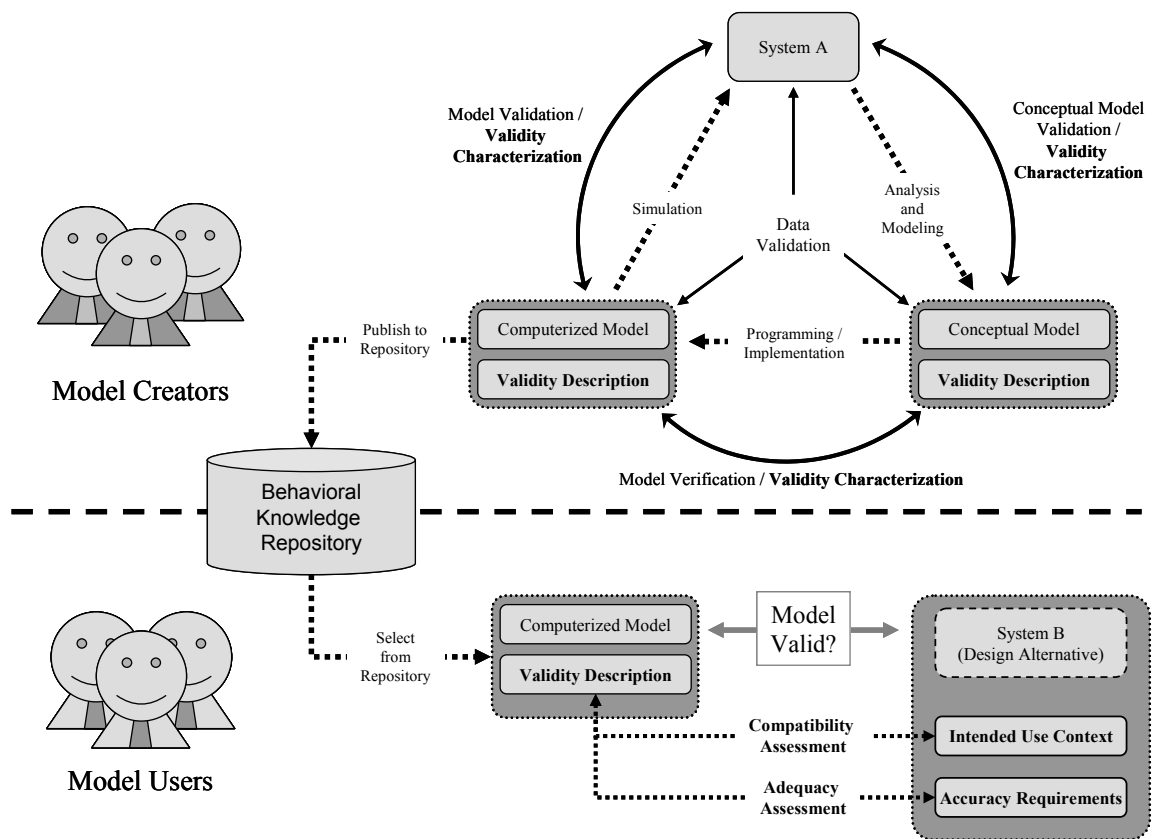 System A
Model Validation /
Validity
Characterization
Conceptual Model
Validation /
Validity
Characterization
Simulation
Analysis
and
Modeling
Data
Validation
Computerized Model
Validity Description
Programming /
Implementation
Conceptual Model
Validity Description
Publish to
Repository
Model Creators
Model Verification / Validity Characterization
Behavioral
Knowledge
Repository
Select
from
Repository
Computerized Model
Validity Description
Model
Valid?
System B
(Design Alternative)
Compatibility
Assessment
Intended Use Context
Adequacy
Assessment
Accuracy Requirements
Model Users